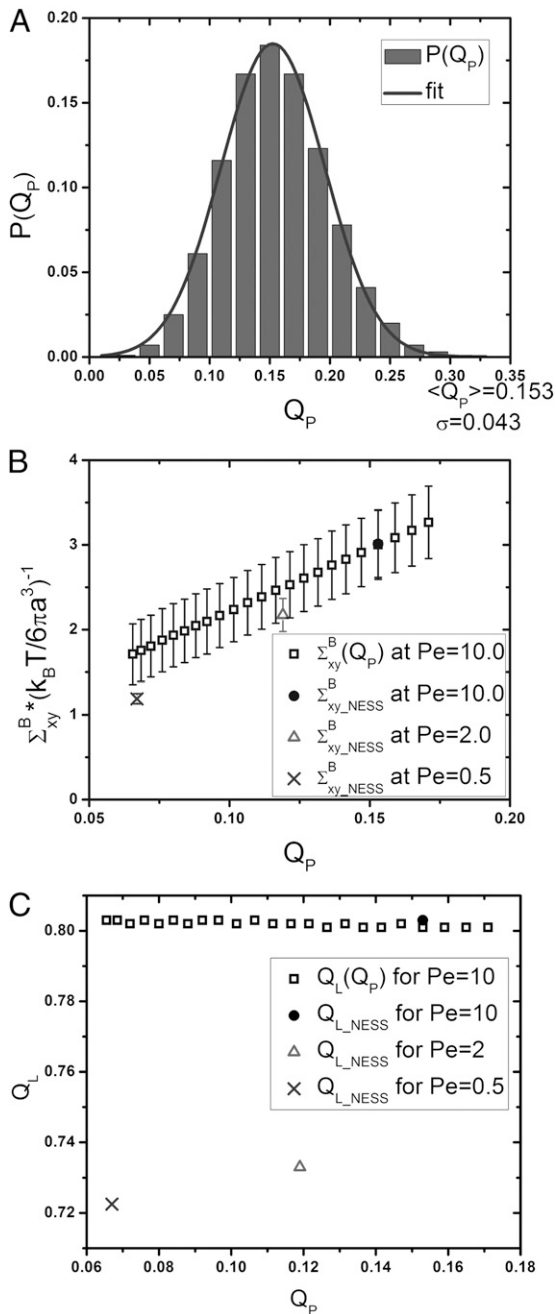 A
0.20
0.15
0.10
0.05
0.00
P(Q_P)
P(Q_P)
fit
0.00 0.05 0.10 0.15 0.20 0.25 0.30 0.35
Q_P
<Q_P>=0.153
σ=0.043
B
4
3
2
1
0
Σ^B_xy*(k_BT/6πa^3)^-1
Σ^B_xy(Q_P) at Pe=10.0
Σ^B_xy_NESS at Pe=10.0
Σ^B_xy_NESS at Pe=2.0
Σ^B_xy_NESS at Pe=0.5
0.05 0.10 0.15 0.20
Q_P
C
0.80
0.78
0.76
0.74
0.72
Q_L
Q_L(Q_P) for Pe=10
Q_L_NESS for Pe=10
Q_L_NESS for Pe=2
Q_L_NESS for Pe=0.5
0.06 0.08 0.10 0.12 0.14 0.16 0.18
Q_P